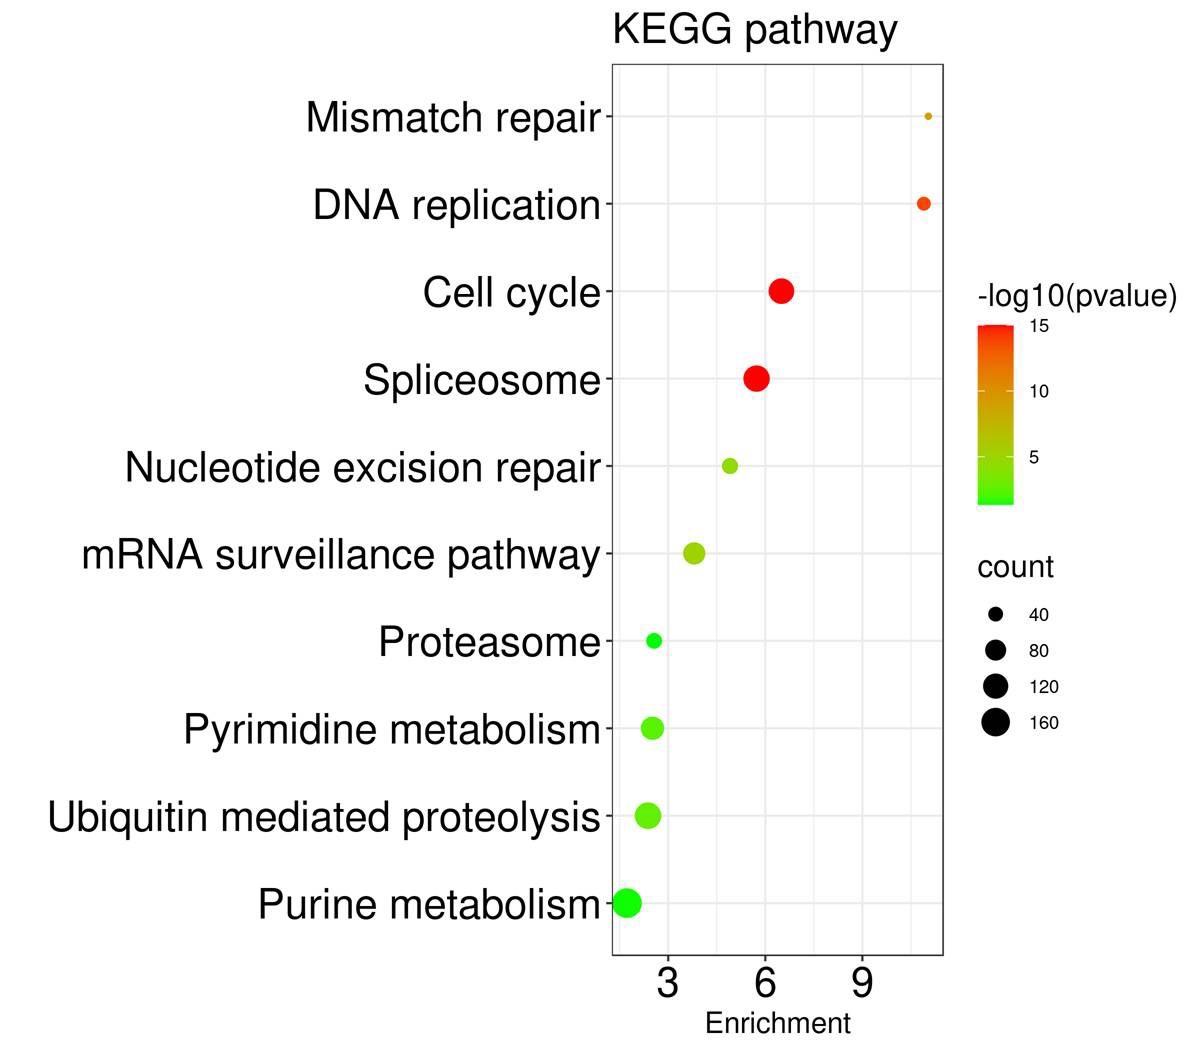 KEGG pathway
Mismatch repair
DNA replication
Cell cycle
Spliceosome
Nucleotide excision repair
mRNA surveillance pathway
Proteasome
Pyrimidine metabolism
Ubiquitin mediated proteolysis
Purine metabolism
3 6 9
Enrichment
-log10(pvalue)
15
10
5
count
40
80
120
160